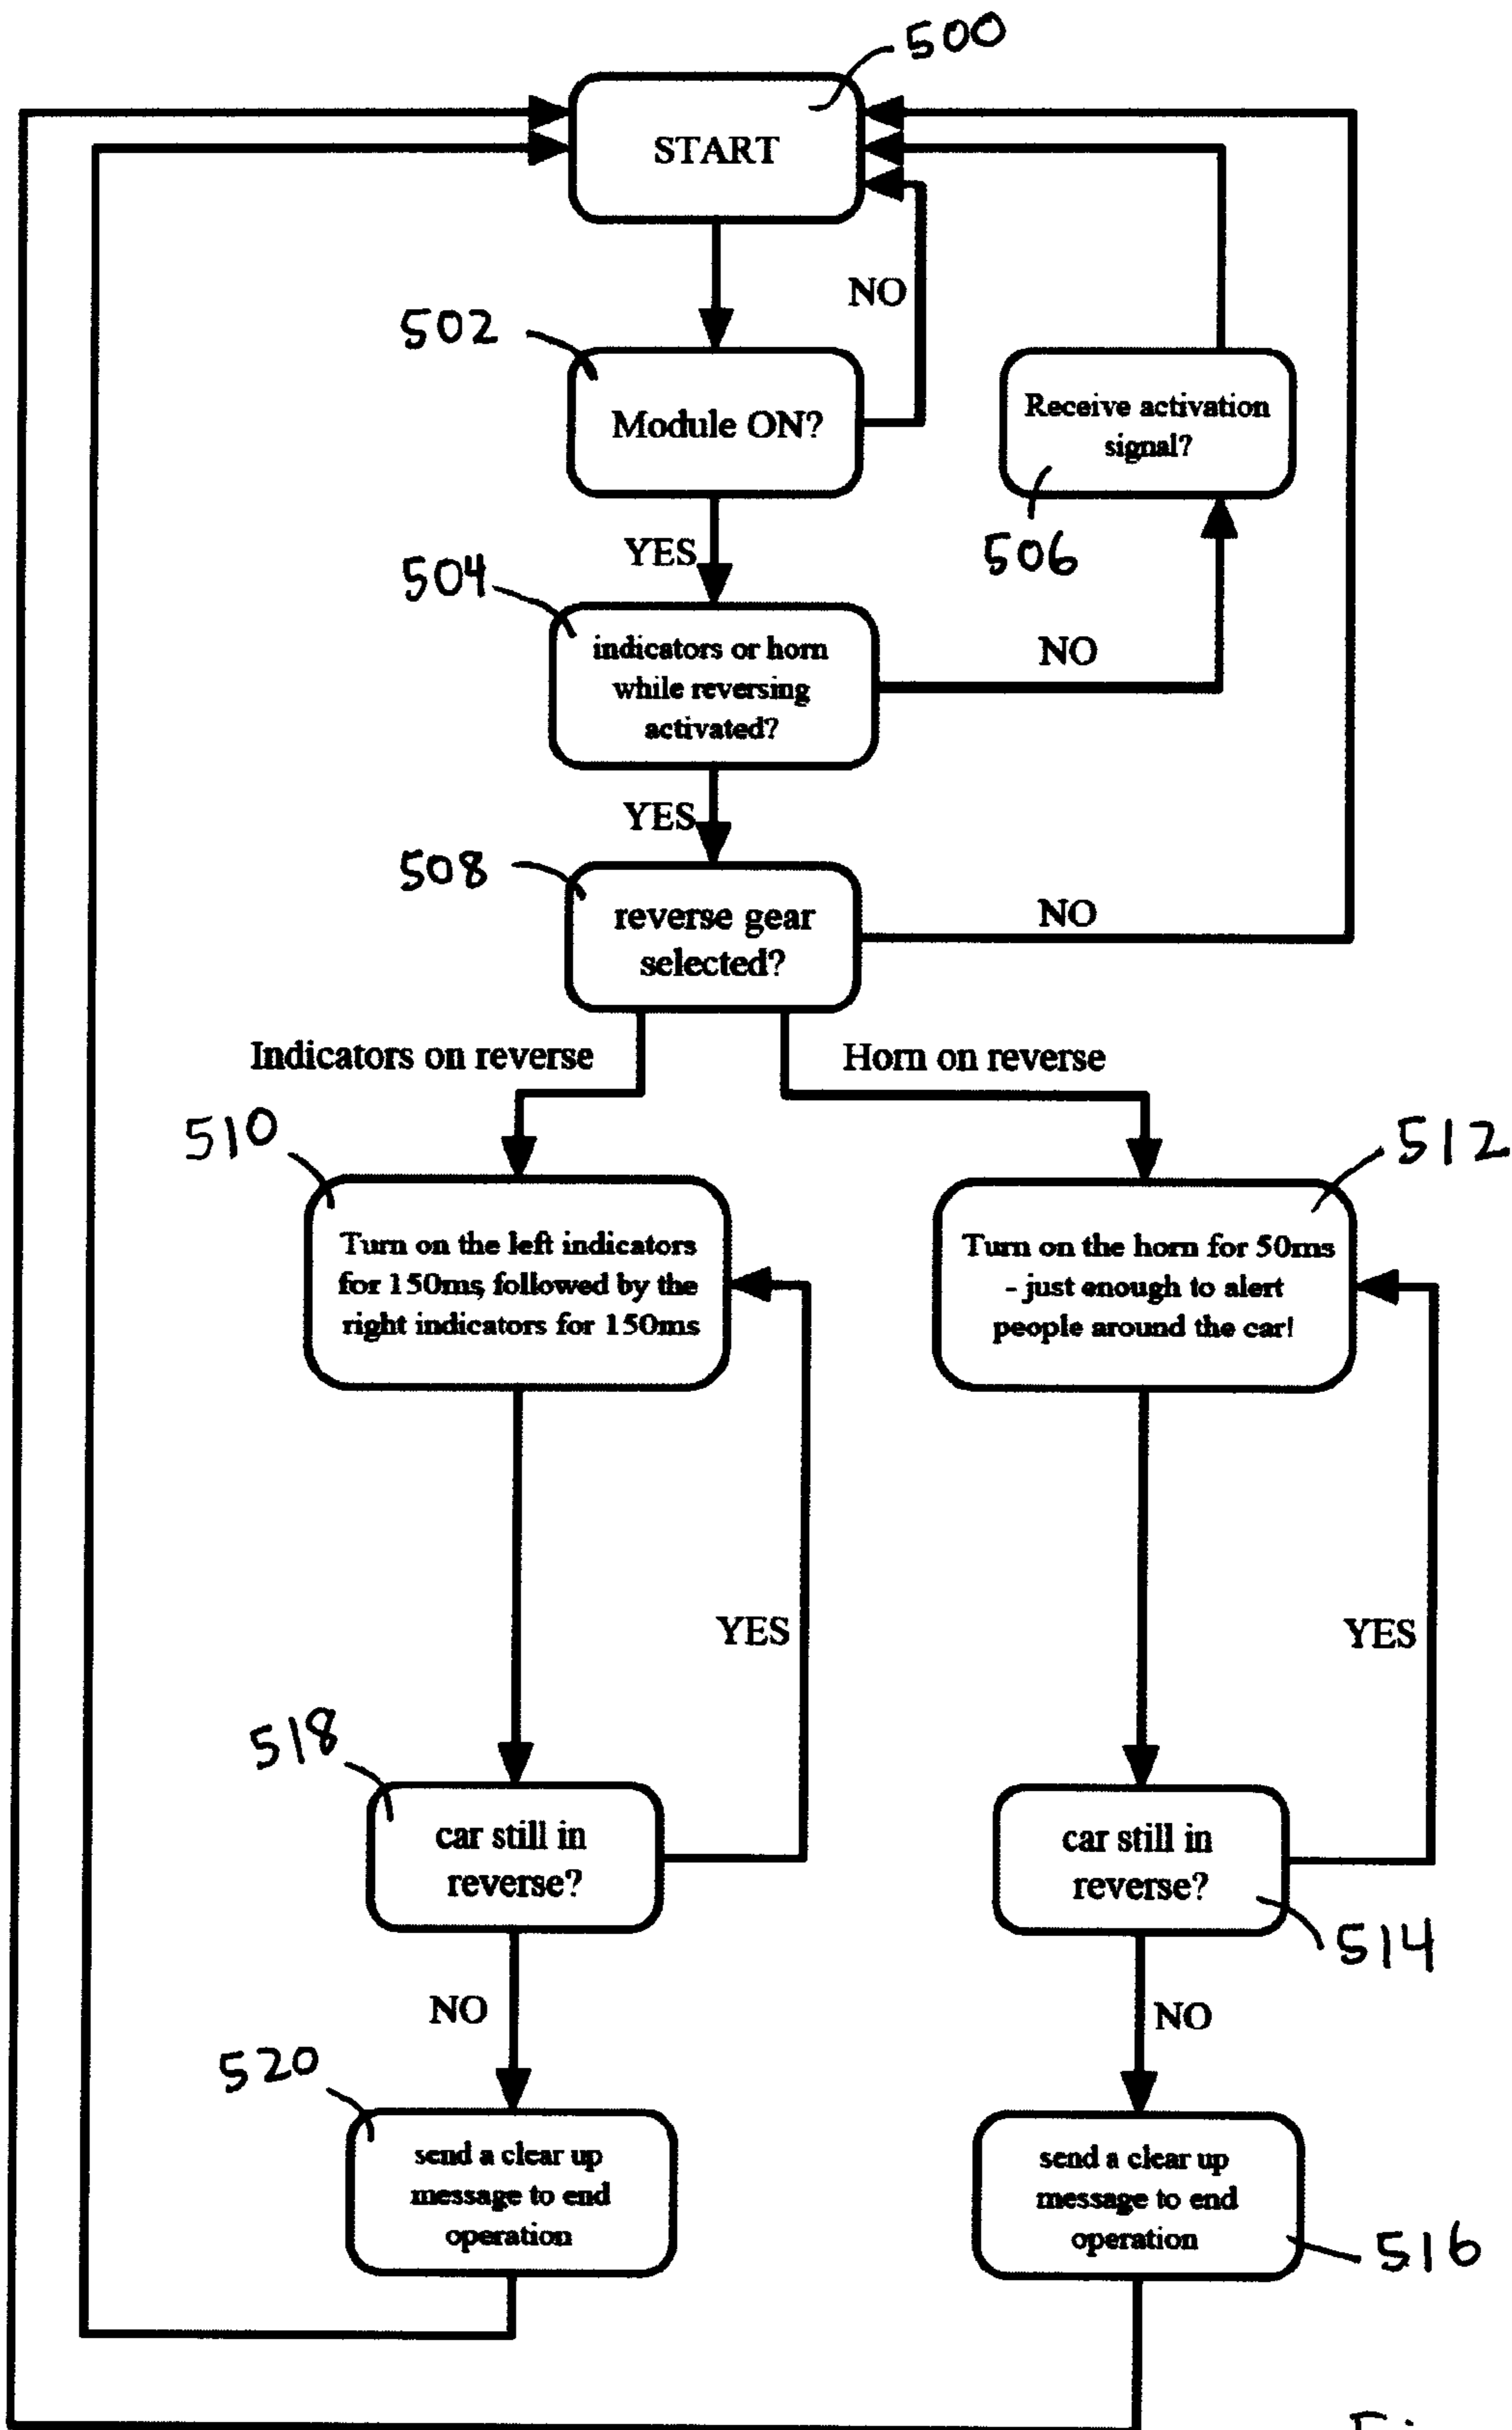 500
START
NO
502
Module ON?
Receive activation
signal?
506
YES
504
indicators or horn
while reversing
activated?
NO
YES
508
reverse gear
selected?
NO
Indicators on reverse
Horn on reverse
510
512
Turn on the left indicators
for 150ms, followed by the
right indicators for 150ms
Turn on the horn for 50ms
- just enough to alert
people around the car!
YES
YES
518
car still in
reverse?
car still in
reverse?
514
NO
NO
520
send a clear up
message to end
operation
send a clear up
message to end
operation
516